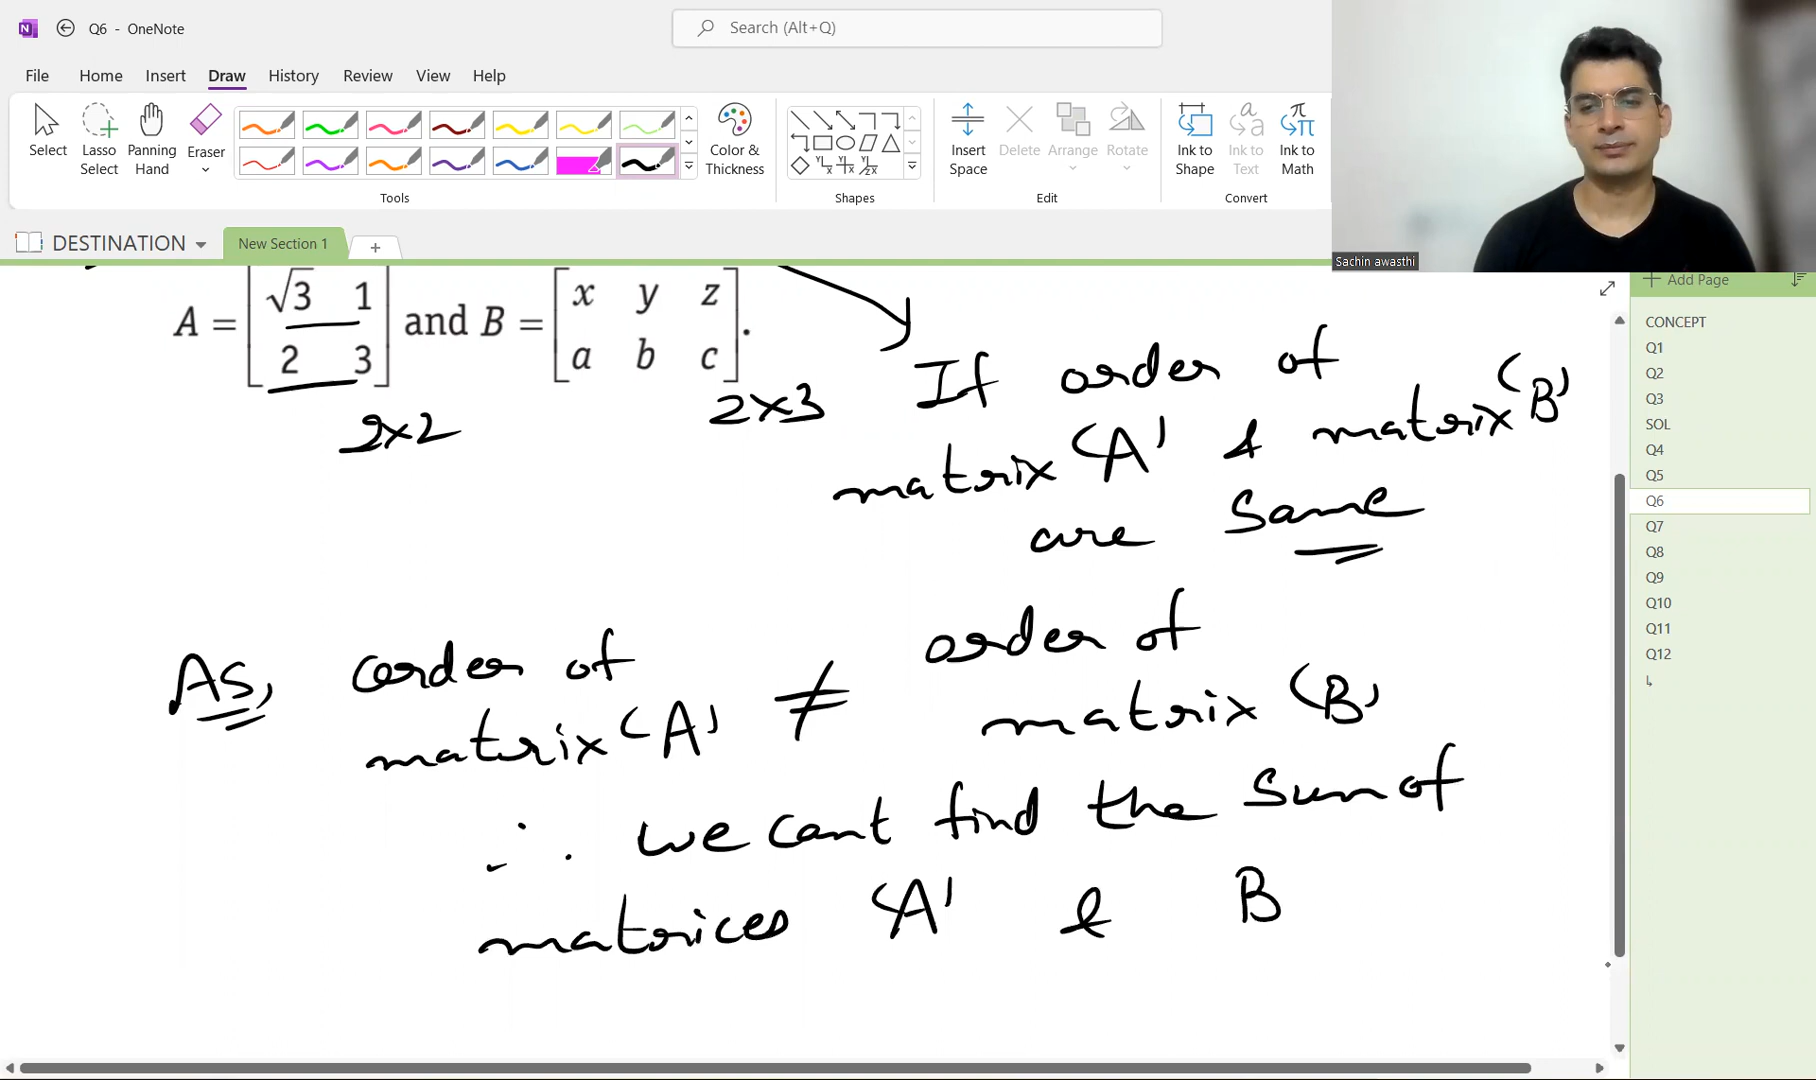 Q6 - OneNote
Search (Alt+Q)
File Home Insert Draw History Review View Help
Select
Lasso Select
Panning Hand
Eraser
Color & Thickness
Insert Space
Delete
Arrange
Rotate
Ink to Shape
Ink to Text
Ink to Math
Tools
Shapes
Edit
Convert
DESTINATION
New Section 1
Sachin awasthi
Add Page
CONCEPT
Q1
Q2
Q3
SOL
Q4
Q5
Q6
Q7
Q8
Q9
Q10
Q11
Q12
A = [√3 1
2 3] and B = [x y z
a b c].
2x2
2x3
If order of
matrix 'A' & matrix 'B'
are Same
As, order of matrix 'A' ≠ order of matrix 'B'
∴ we cant find the Sum of
matrices 'A' & B